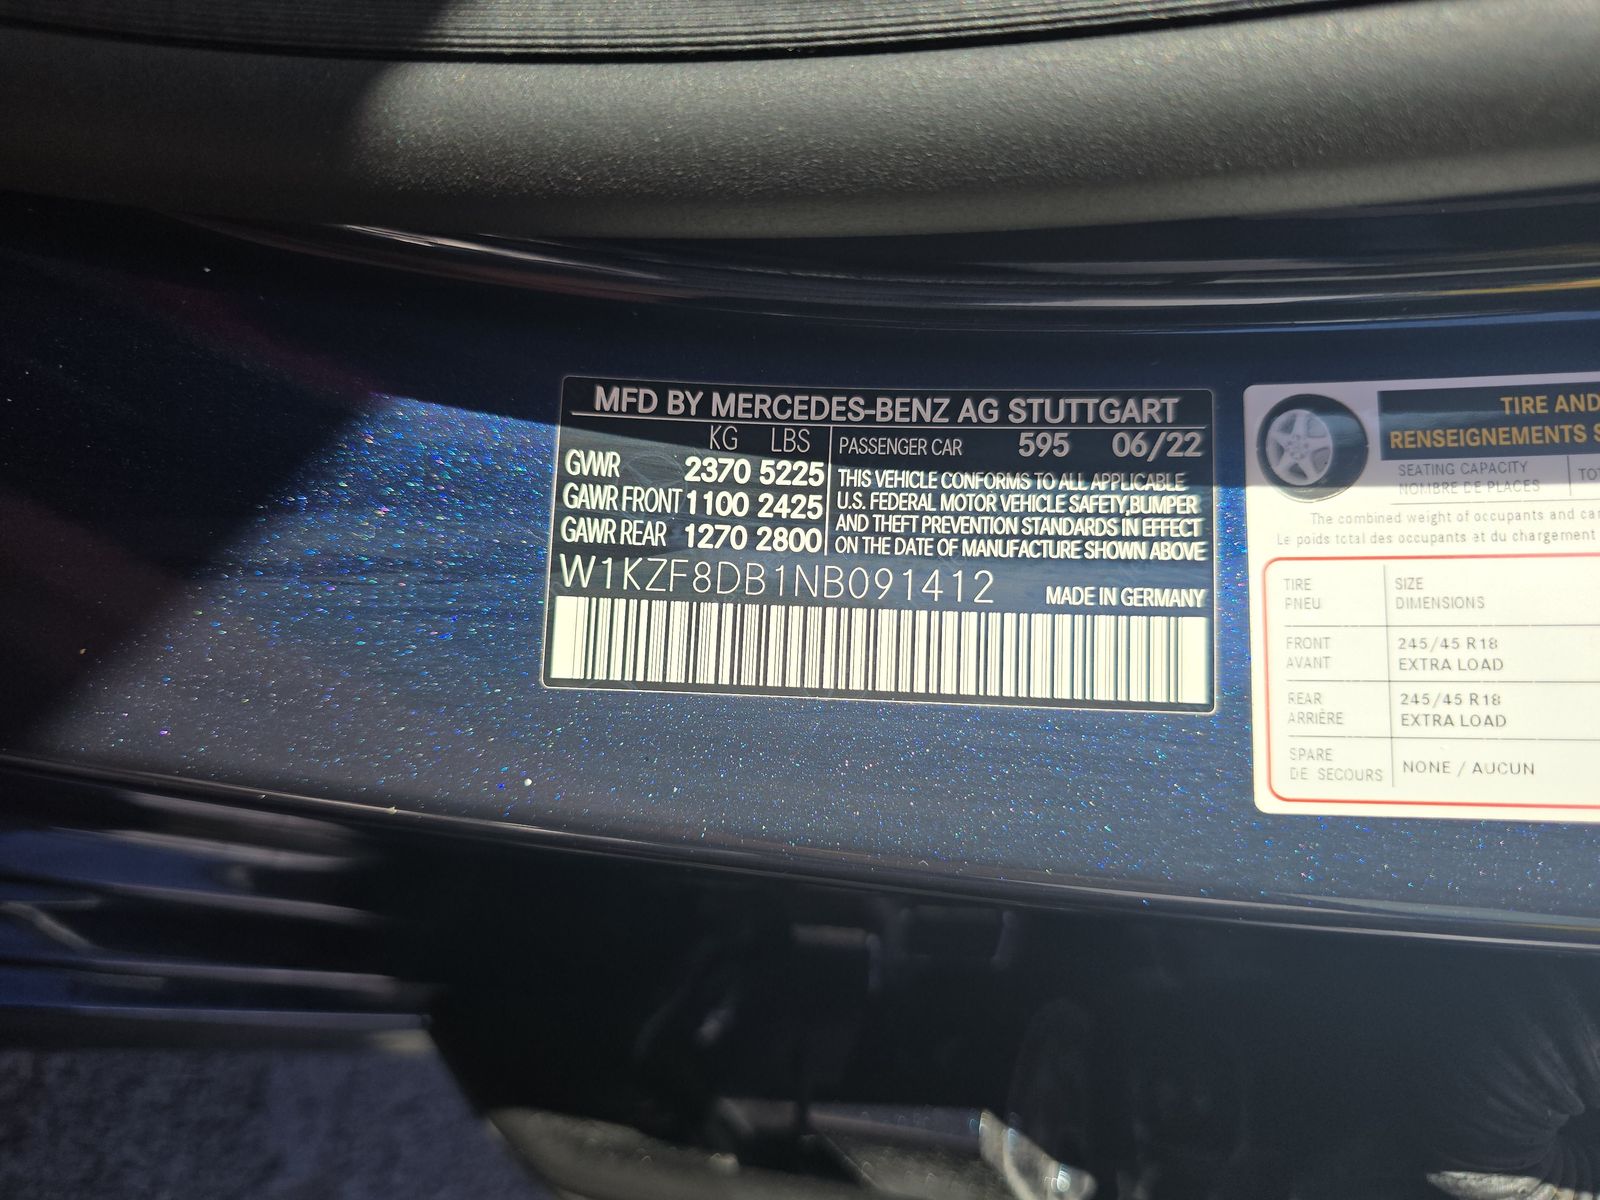 MFD BY MERCEDES-BENZ AG STUTTGART
KG LBS
GVWR 2370 5225
GAWR FRONT 1100 2425
GAWR REAR 1270 2800
PASSENGER CAR 595 06/22
THIS VEHICLE CONFORMS TO ALL APPLICABLE
U.S. FEDERAL MOTOR VEHICLE SAFETY, BUMPER
AND THEFT PREVENTION STANDARDS IN EFFECT
ON THE DATE OF MANUFACTURE SHOWN ABOVE
W1KZF8DB1NB091412
MADE IN GERMANY
TIRE AND
RENSEIGNEMENTS S
SEATING CAPACITY
NOMBRE DE PLACES
TO
The combined weight of occupants and car
Le poids total des occupants et du chargement
TIRE
PNEU
SIZE
DIMENSIONS
FRONT
AVANT
245/45 R18
EXTRA LOAD
REAR
ARRIÈRE
245/45 R18
EXTRA LOAD
SPARE
DE SECOURS
NONE / AUCUN